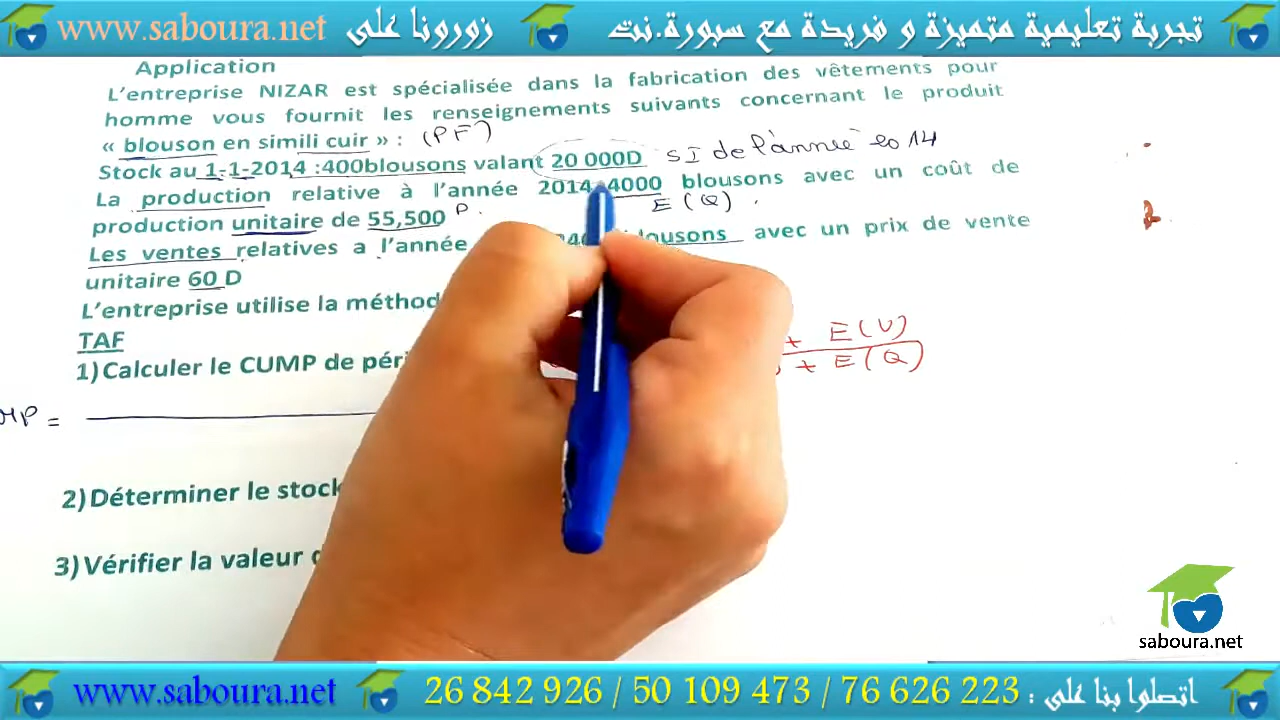 www.saboura.net زورونا على تجربة تعليمية متميزة و فريدة مع سبورة.نت
Application
L'entreprise NIZAR est spécialisée dans la fabrication des vêtements pour
homme vous fournit les renseignements suivants concernant le produit
« blouson en simili cuir » : (PF)
Stock au 1-1-2014 :400blousons valant 20 000D SI de l'année 2014
La production relative à l'année 2014 :4000 blousons avec un coût de
production unitaire de 55,500 P E(Q)
Les ventes relatives a l'année blousons avec un prix de vente
unitaire 60 D
L'entreprise utilise la méthod
TAF
+ E(V)
+ E(Q)
1)Calculer le CUMP de péri
MP =
2)Déterminer le stock
3)Vérifier la valeur
saboura.net
www.saboura.net 26 842 926 / 50 109 473 / 76 626 223 : اتصلوا بنا على